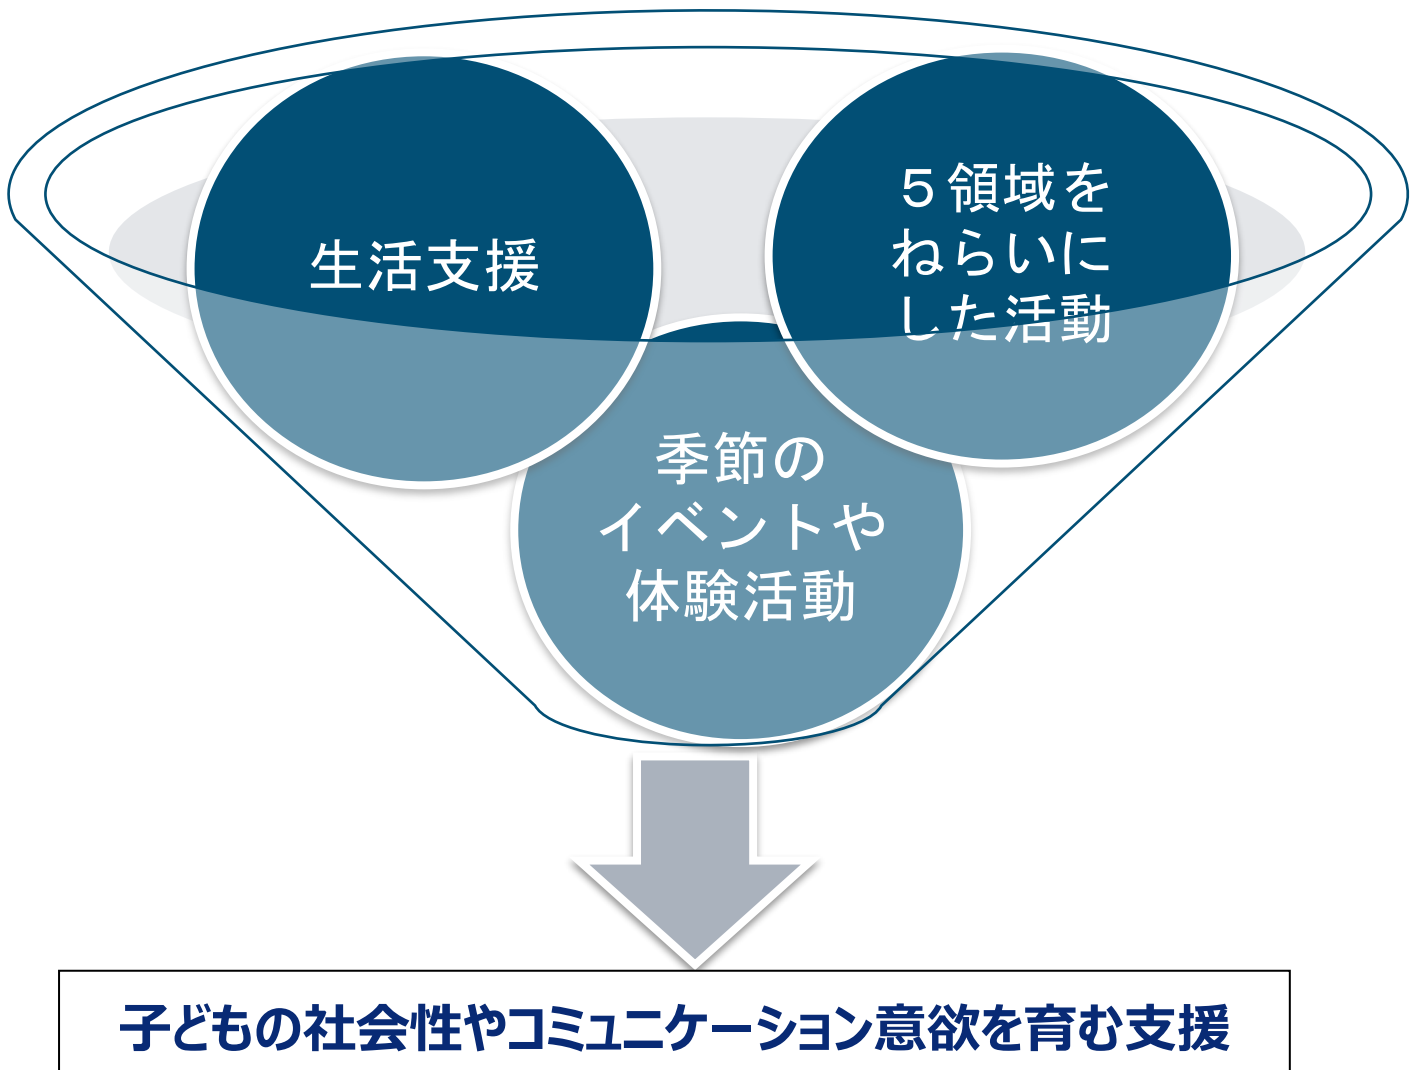 生活支援
５領域を
ねらいに
した活動
季節の
イベントや
体験活動
子どもの社会性やコミュニケーション意欲を育む支援